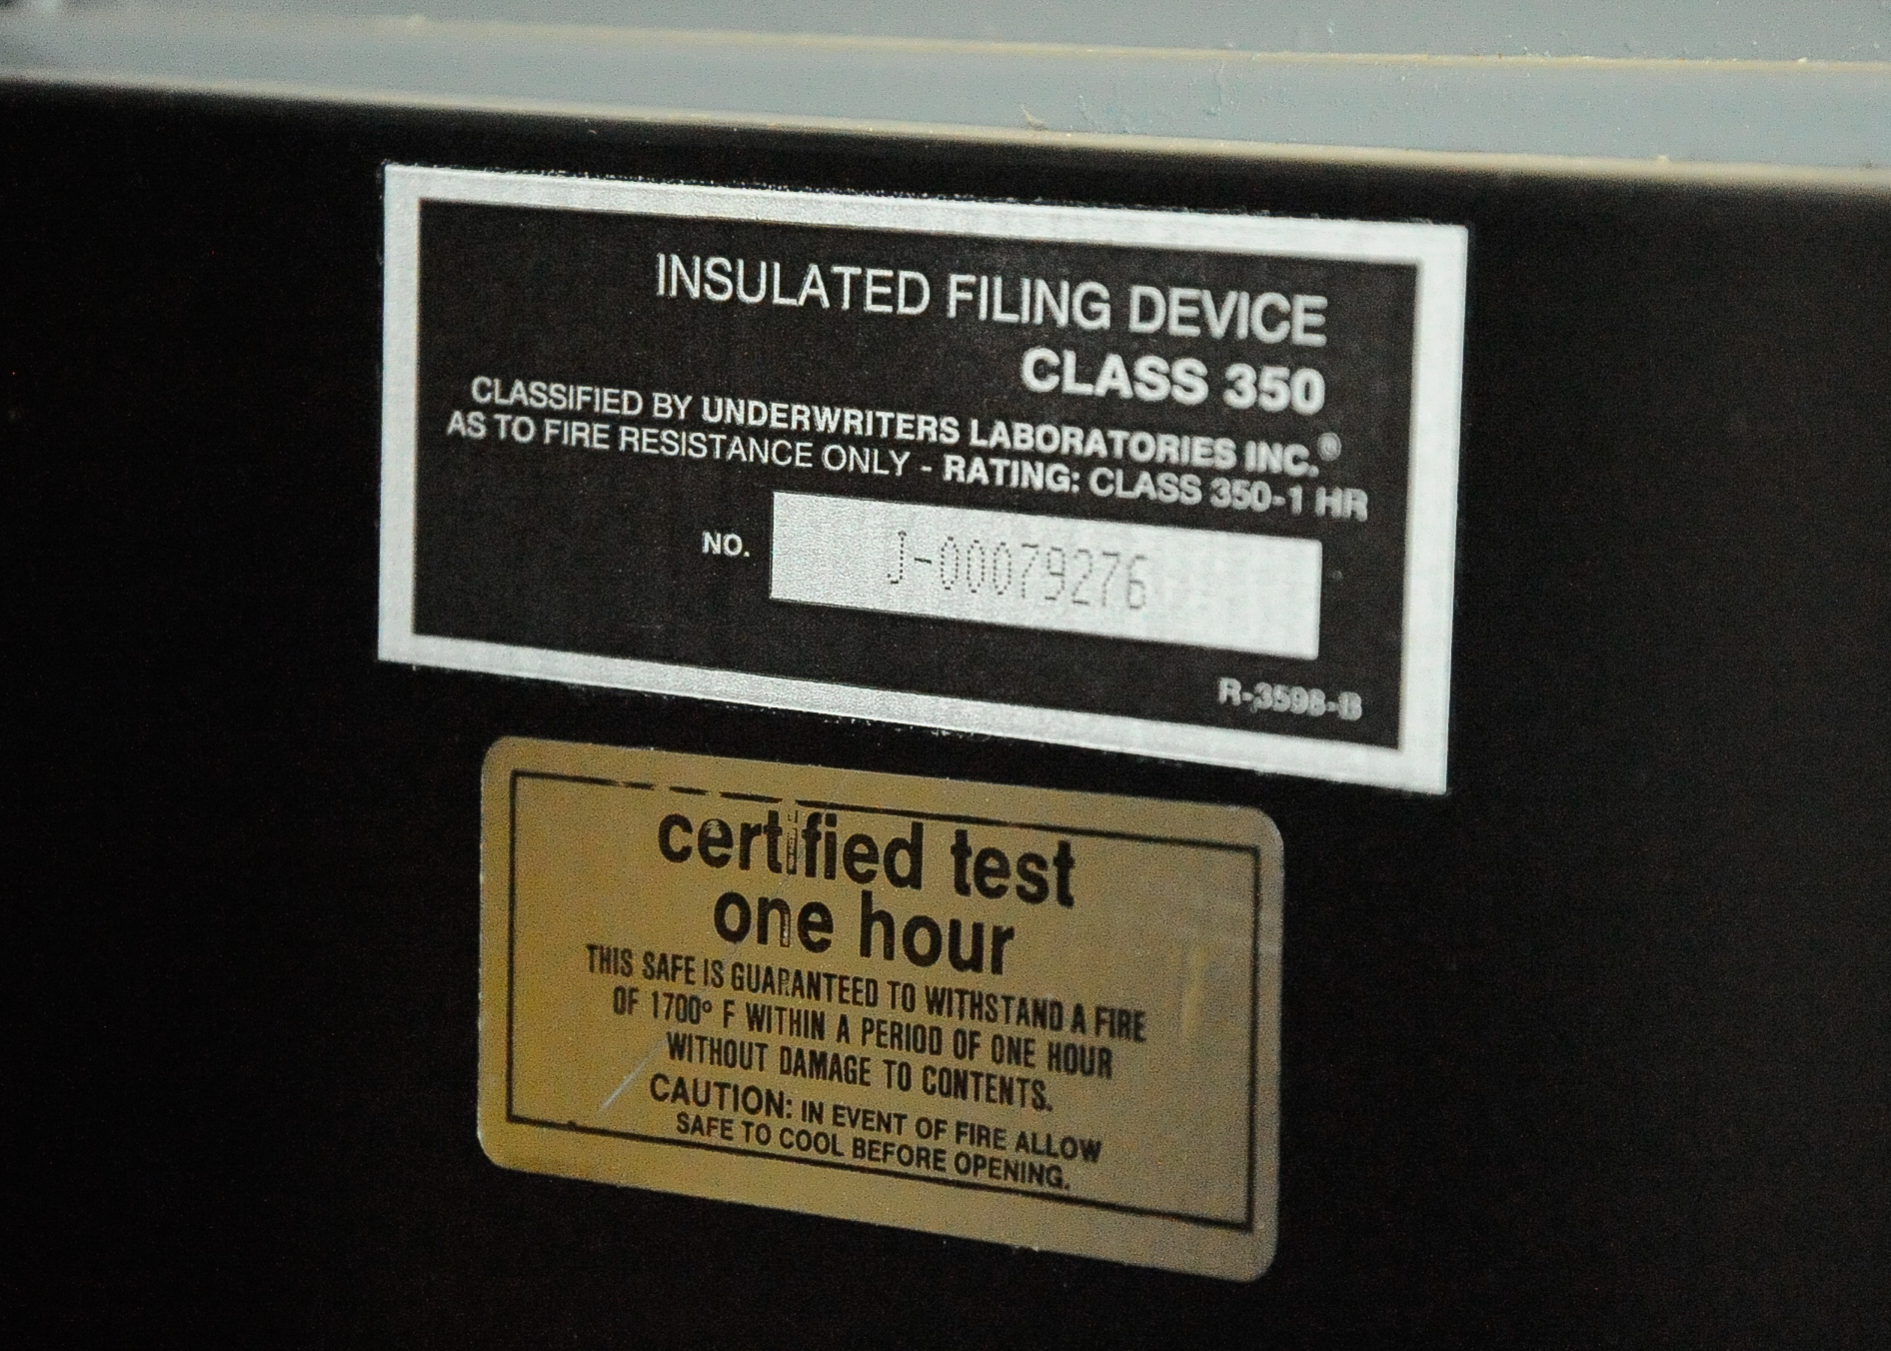 INSULATED FILING DEVICE
CLASS 350
CLASSIFIED BY UNDERWRITERS LABORATORIES INC.®
AS TO FIRE RESISTANCE ONLY - RATING: CLASS 350-1 HR
NO. J-00079276
R-3598-B
certified test
one hour
THIS SAFE IS GUARANTEED TO WITHSTAND A FIRE
OF 1700° F WITHIN A PERIOD OF ONE HOUR
WITHOUT DAMAGE TO CONTENTS.
CAUTION: IN EVENT OF FIRE ALLOW
SAFE TO COOL BEFORE OPENING.